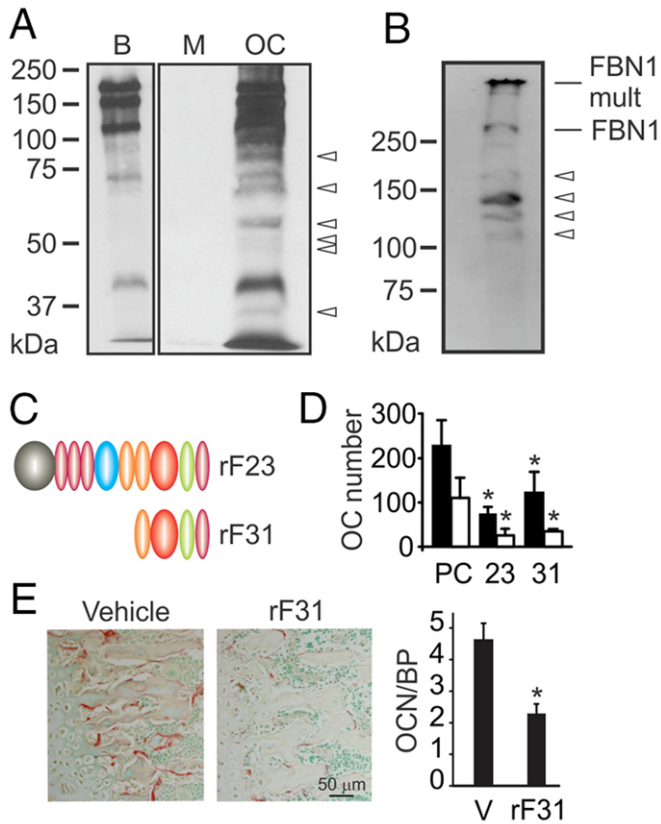 A
B M OC
250
150
100
75
50
37
kDa
B
FBN1
mult
FBN1
250
150
100
75
kDa
C
rF23
rF31
D
OC number
300
200
100
0
* * * *
PC 23 31
E
Vehicle rF31
50 μm
OCN/BP
5
4
3
2
1
0
*
V rF31